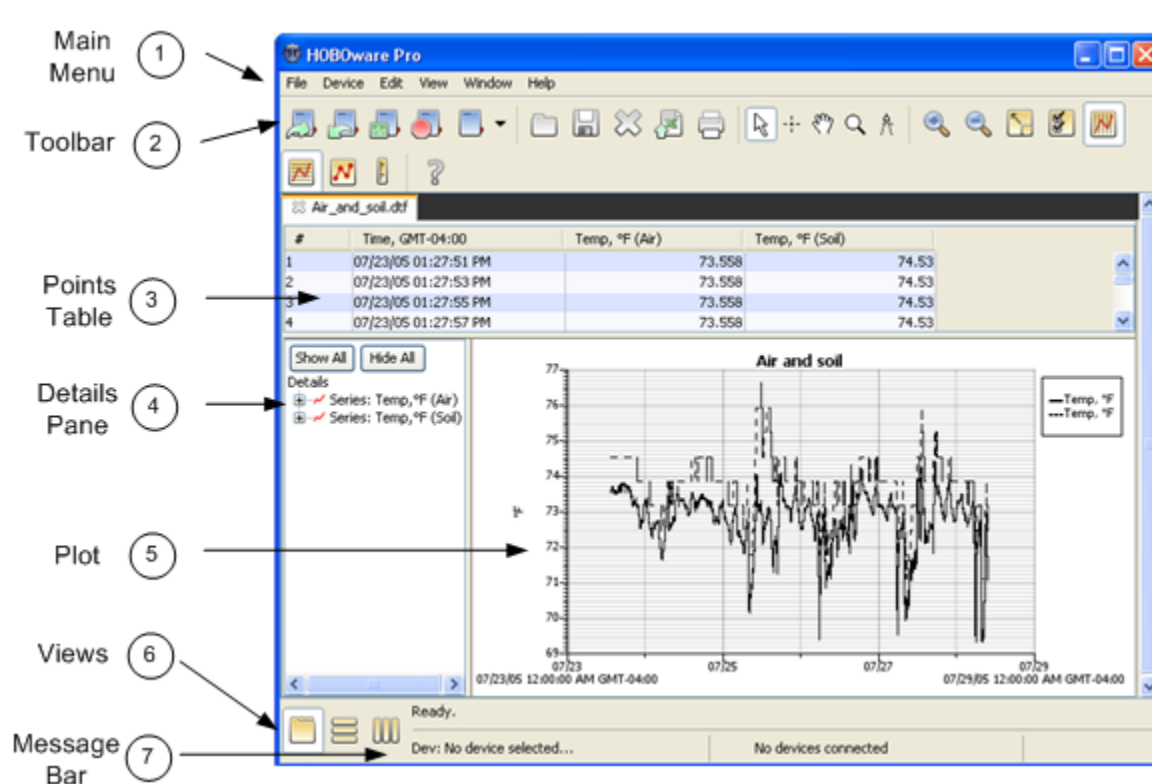 Main Menu 1
Toolbar 2
Points Table 3
Details Pane 4
Plot 5
Views 6
Message Bar 7
HOBOware Pro
File Device Edit View Window Help
Air_and_soil.dtf
# Time, GMT-04:00 Temp, °F (Air) Temp, °F (Soil)
1 07/23/05 01:27:51 PM 73.558 74.53
2 07/23/05 01:27:53 PM 73.558 74.53
3 07/23/05 01:27:55 PM 73.558 74.53
4 07/23/05 01:27:57 PM 73.558 74.53
Show All Hide All
Details
Series: Temp,°F (Air)
Series: Temp,°F (Soil)
Air and soil
77
76
75
74
73
72
71
70
69
°F
Temp, °F
Temp, °F
07/23 07/25 07/27 07/29
07/23/05 12:00:00 AM GMT-04:00 07/29/05 12:00:00 AM GMT-04:00
Ready.
Dev: No device selected... No devices connected